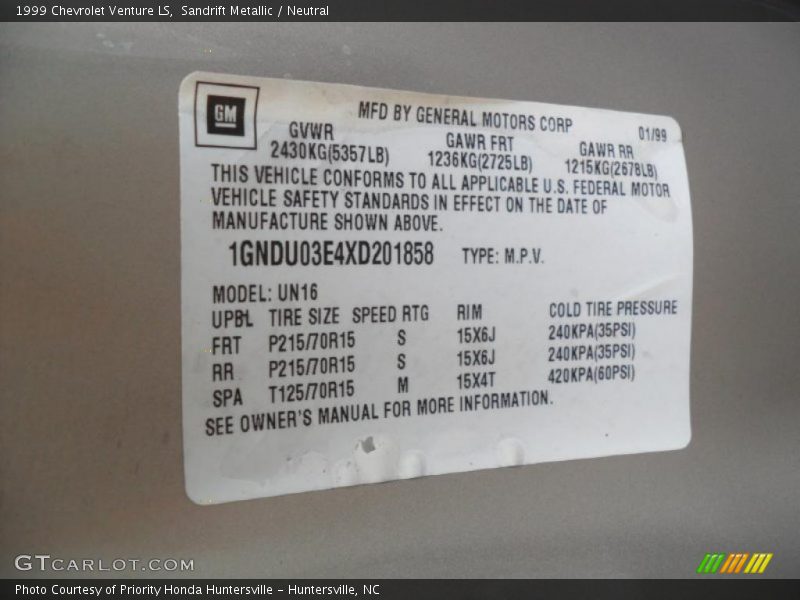 1999 Chevrolet Venture LS, Sandrift Metallic / Neutral
GM
MFD BY GENERAL MOTORS CORP 01/99
GVWR GAWR FRT GAWR RR
2430KG(5357LB) 1236KG(2725LB) 1215KG(2678LB)
THIS VEHICLE CONFORMS TO ALL APPLICABLE U.S. FEDERAL MOTOR
VEHICLE SAFETY STANDARDS IN EFFECT ON THE DATE OF
MANUFACTURE SHOWN ABOVE.
1GNDU03E4XD201858 TYPE: M.P.V.
MODEL: UN16
UPBL TIRE SIZE SPEED RTG RIM COLD TIRE PRESSURE
FRT P215/70R15 S 15X6J 240KPA(35PSI)
RR P215/70R15 S 15X6J 240KPA(35PSI)
SPA T125/70R15 M 15X4T 420KPA(60PSI)
SEE OWNER'S MANUAL FOR MORE INFORMATION.
GTCARLOT.COM
Photo Courtesy of Priority Honda Huntersville - Huntersville, NC